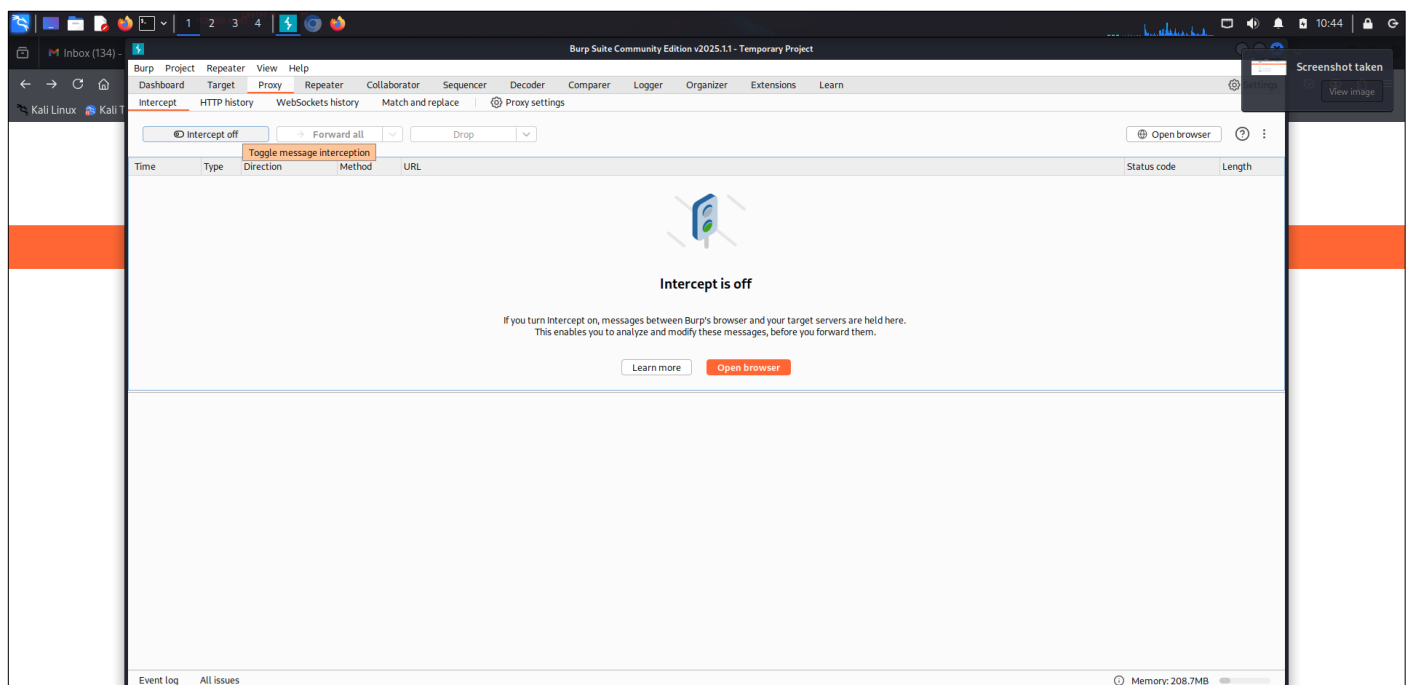 1 2 3 4
10:44
Inbox (134) -
Burp Suite Community Edition v2025.1.1 - Temporary Project
Screenshot taken
View image
Burp Project Repeater View Help
Dashboard Target Proxy Repeater Collaborator Sequencer Decoder Comparer Logger Organizer Extensions Learn
Settings
Intercept HTTP history WebSockets history Match and replace Proxy settings
Kali Linux Kali T
Intercept off Forward all Drop Open browser
Toggle message interception
Time Type Direction Method URL Status code Length
Intercept is off
If you turn Intercept on, messages between Burp's browser and your target servers are held here.
This enables you to analyze and modify these messages, before you forward them.
Learn more Open browser
Event log All issues Memory: 208.7MB